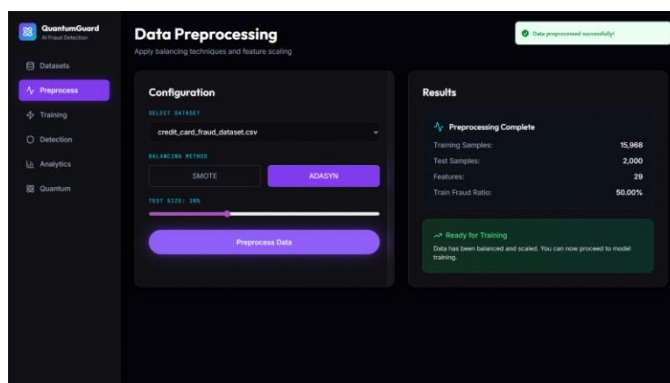 QuantumGuard
AI Fraud Detection
Datasets
Preprocess
Training
Detection
Analytics
Quantum
Data Preprocessing
Apply balancing techniques and feature scaling
Data preprocessed successfully!
Configuration
SELECT DATASET
credit_card_fraud_dataset.csv
BALANCING METHOD
SMOTE
ADASYN
TEST SIZE: 20%
Preprocess Data
Results
Preprocessing Complete
Training Samples: 15,968
Test Samples: 2,000
Features: 29
Train Fraud Ratio: 50.00%
Ready for Training
Data has been balanced and scaled. You can now proceed to model
training.